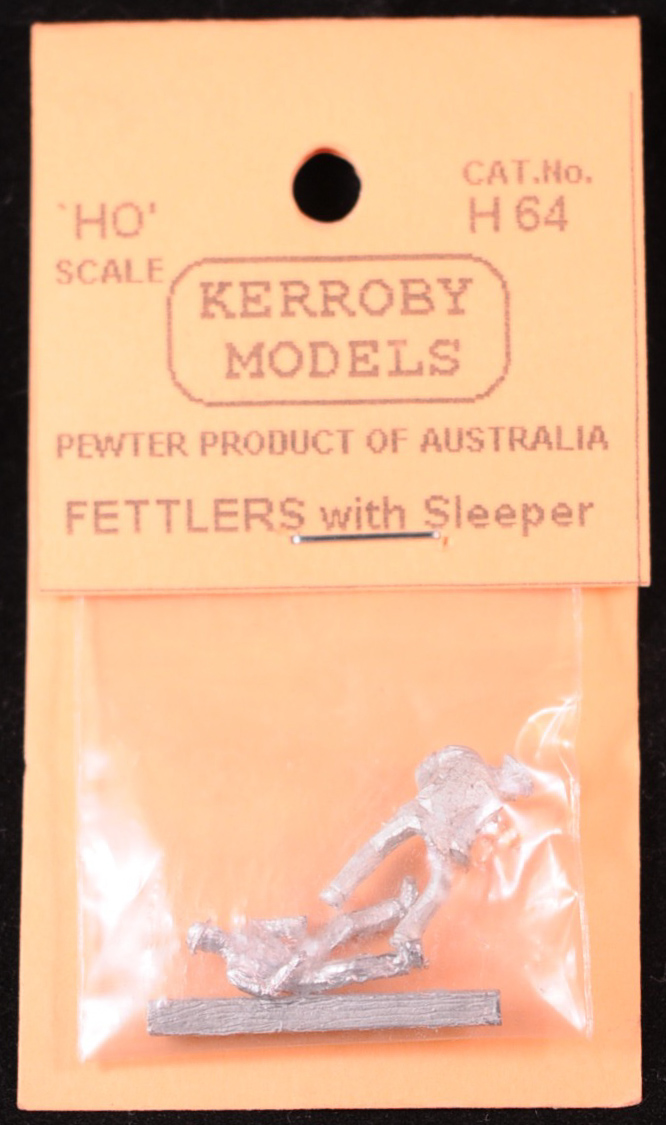 CAT.No.
H 64
`HO'
SCALE
KERROBY
MODELS
PEWTER PRODUCT OF AUSTRALIA
FETTLERS with Sleeper